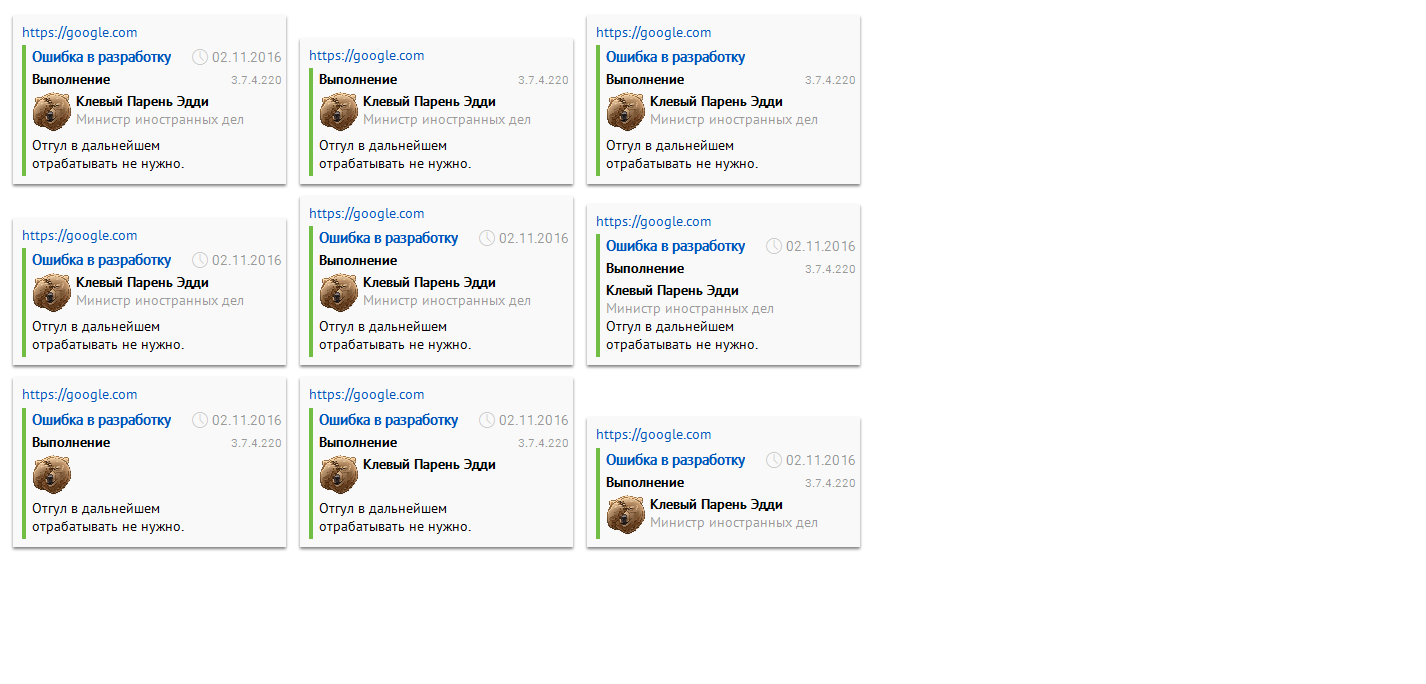 https://google.com
Ошибка в разработку 02.11.2016
Выполнение 3.7.4.220
Клевый Парень Эдди
Министр иностранных дел
Отгул в дальнейшем
отрабатывать не нужно.
https://google.com
Выполнение 3.7.4.220
Клевый Парень Эдди
Министр иностранных дел
Отгул в дальнейшем
отрабатывать не нужно.
https://google.com
Ошибка в разработку
Выполнение 3.7.4.220
Клевый Парень Эдди
Министр иностранных дел
Отгул в дальнейшем
отрабатывать не нужно.
https://google.com
Ошибка в разработку 02.11.2016
Клевый Парень Эдди
Министр иностранных дел
Отгул в дальнейшем
отрабатывать не нужно.
https://google.com
Ошибка в разработку 02.11.2016
Выполнение
Клевый Парень Эдди
Министр иностранных дел
Отгул в дальнейшем
отрабатывать не нужно.
https://google.com
Ошибка в разработку 02.11.2016
Выполнение 3.7.4.220
Клевый Парень Эдди
Министр иностранных дел
Отгул в дальнейшем
отрабатывать не нужно.
https://google.com
Ошибка в разработку 02.11.2016
Выполнение 3.7.4.220
Отгул в дальнейшем
отрабатывать не нужно.
https://google.com
Ошибка в разработку 02.11.2016
Выполнение 3.7.4.220
Клевый Парень Эдди
Отгул в дальнейшем
отрабатывать не нужно.
https://google.com
Ошибка в разработку 02.11.2016
Выполнение 3.7.4.220
Клевый Парень Эдди
Министр иностранных дел